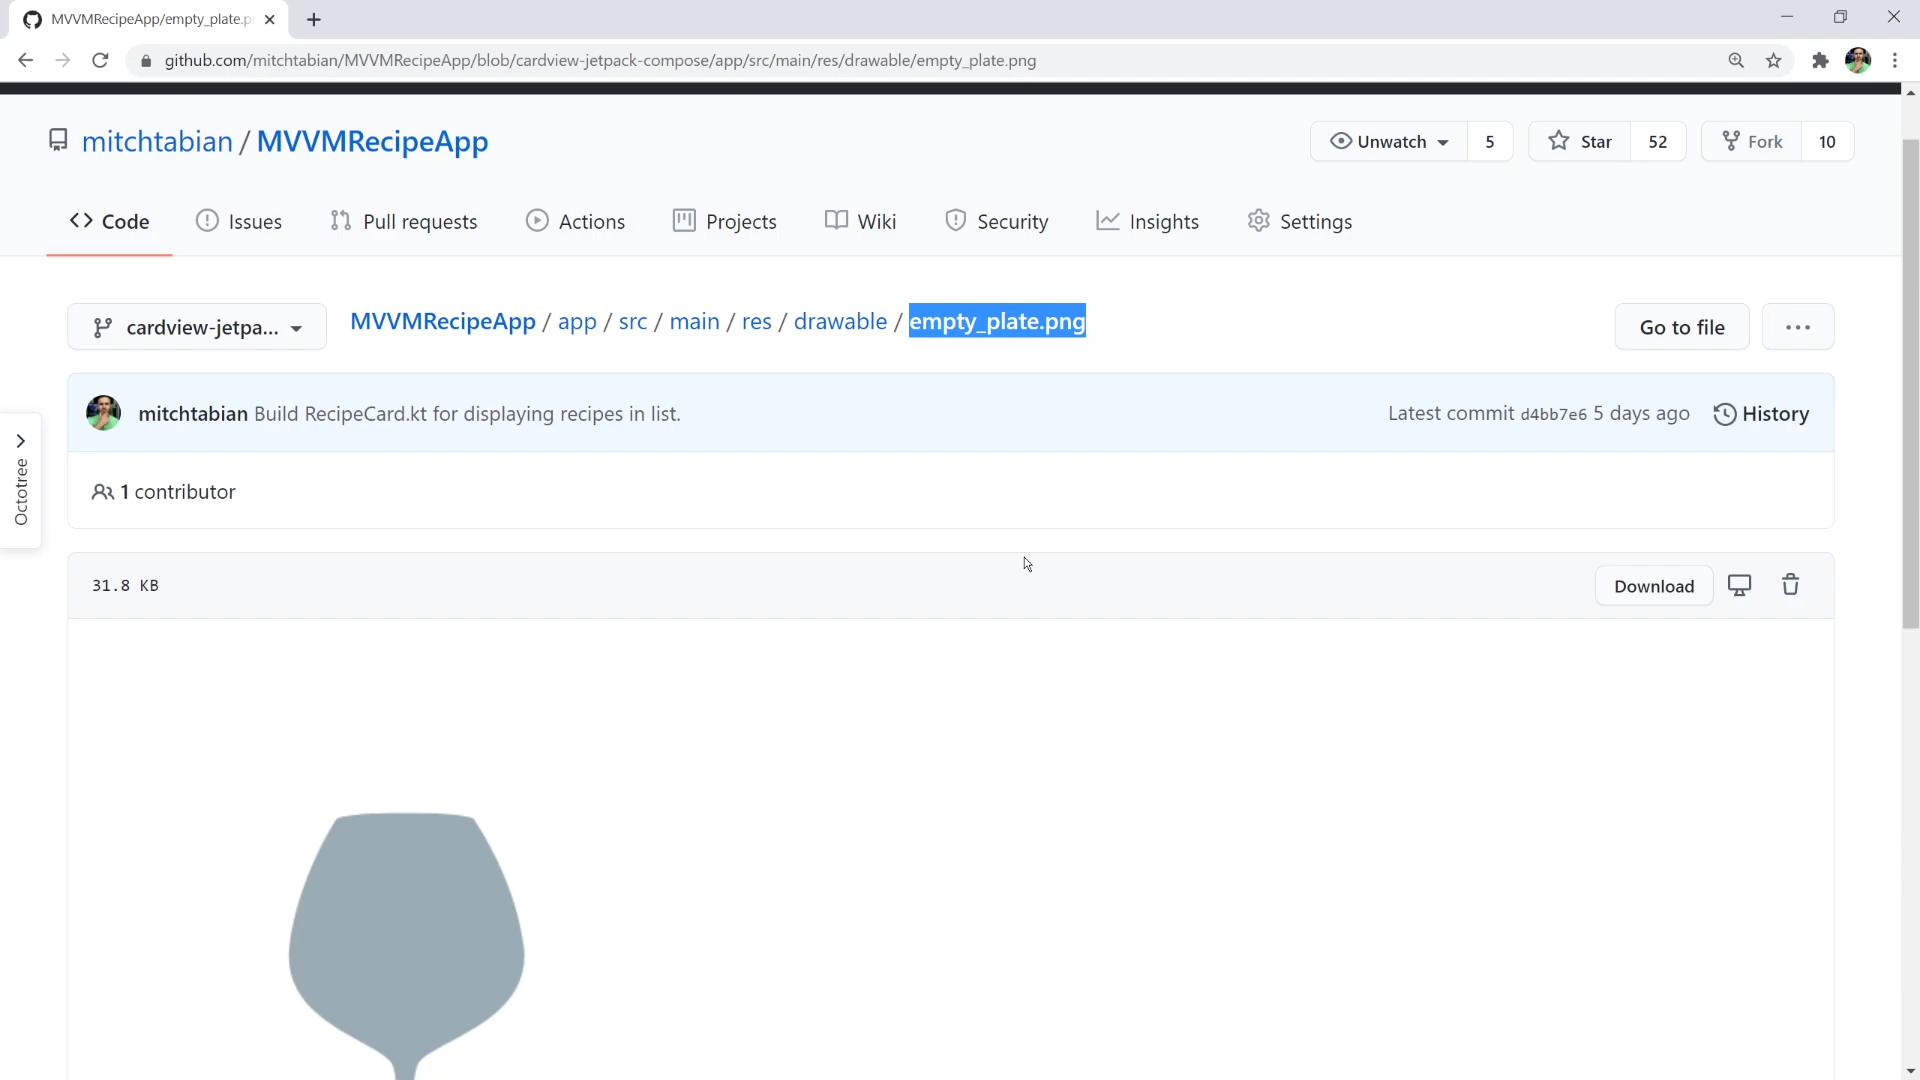 MVVMRecipeApp/empty_plate.p
github.com/mitchtabian/MVVMRecipeApp/blob/cardview-jetpack-compose/app/src/main/res/drawable/empty_plate.png
mitchtabian / MVVMRecipeApp
Unwatch 5 Star 52 Fork 10
Code Issues Pull requests Actions Projects Wiki Security Insights Settings
cardview-jetpa... MVVMRecipeApp / app / src / main / res / drawable / empty_plate.png Go to file
mitchtabian Build RecipeCard.kt for displaying recipes in list. Latest commit d4bb7e6 5 days ago History
Octotree
1 contributor
31.8 KB Download